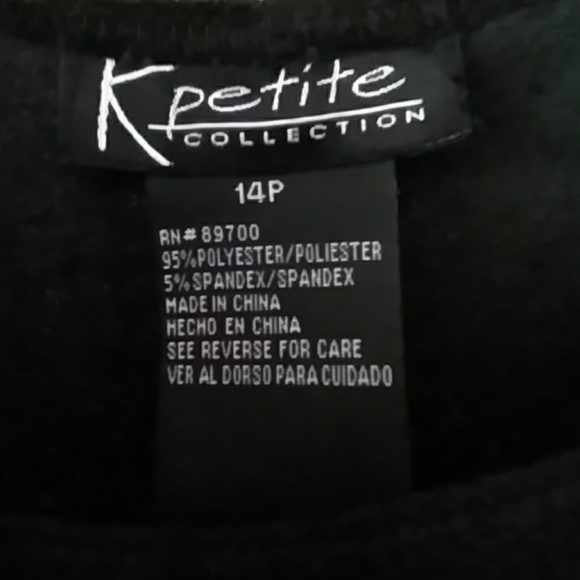 K petite
COLLECTION
14P
RN# 89700
95%POLYESTER/POLIESTER
5%SPANDEX/SPANDEX
MADE IN CHINA
HECHO EN CHINA
SEE REVERSE FOR CARE
VER AL DORSO PARA CUIDADO